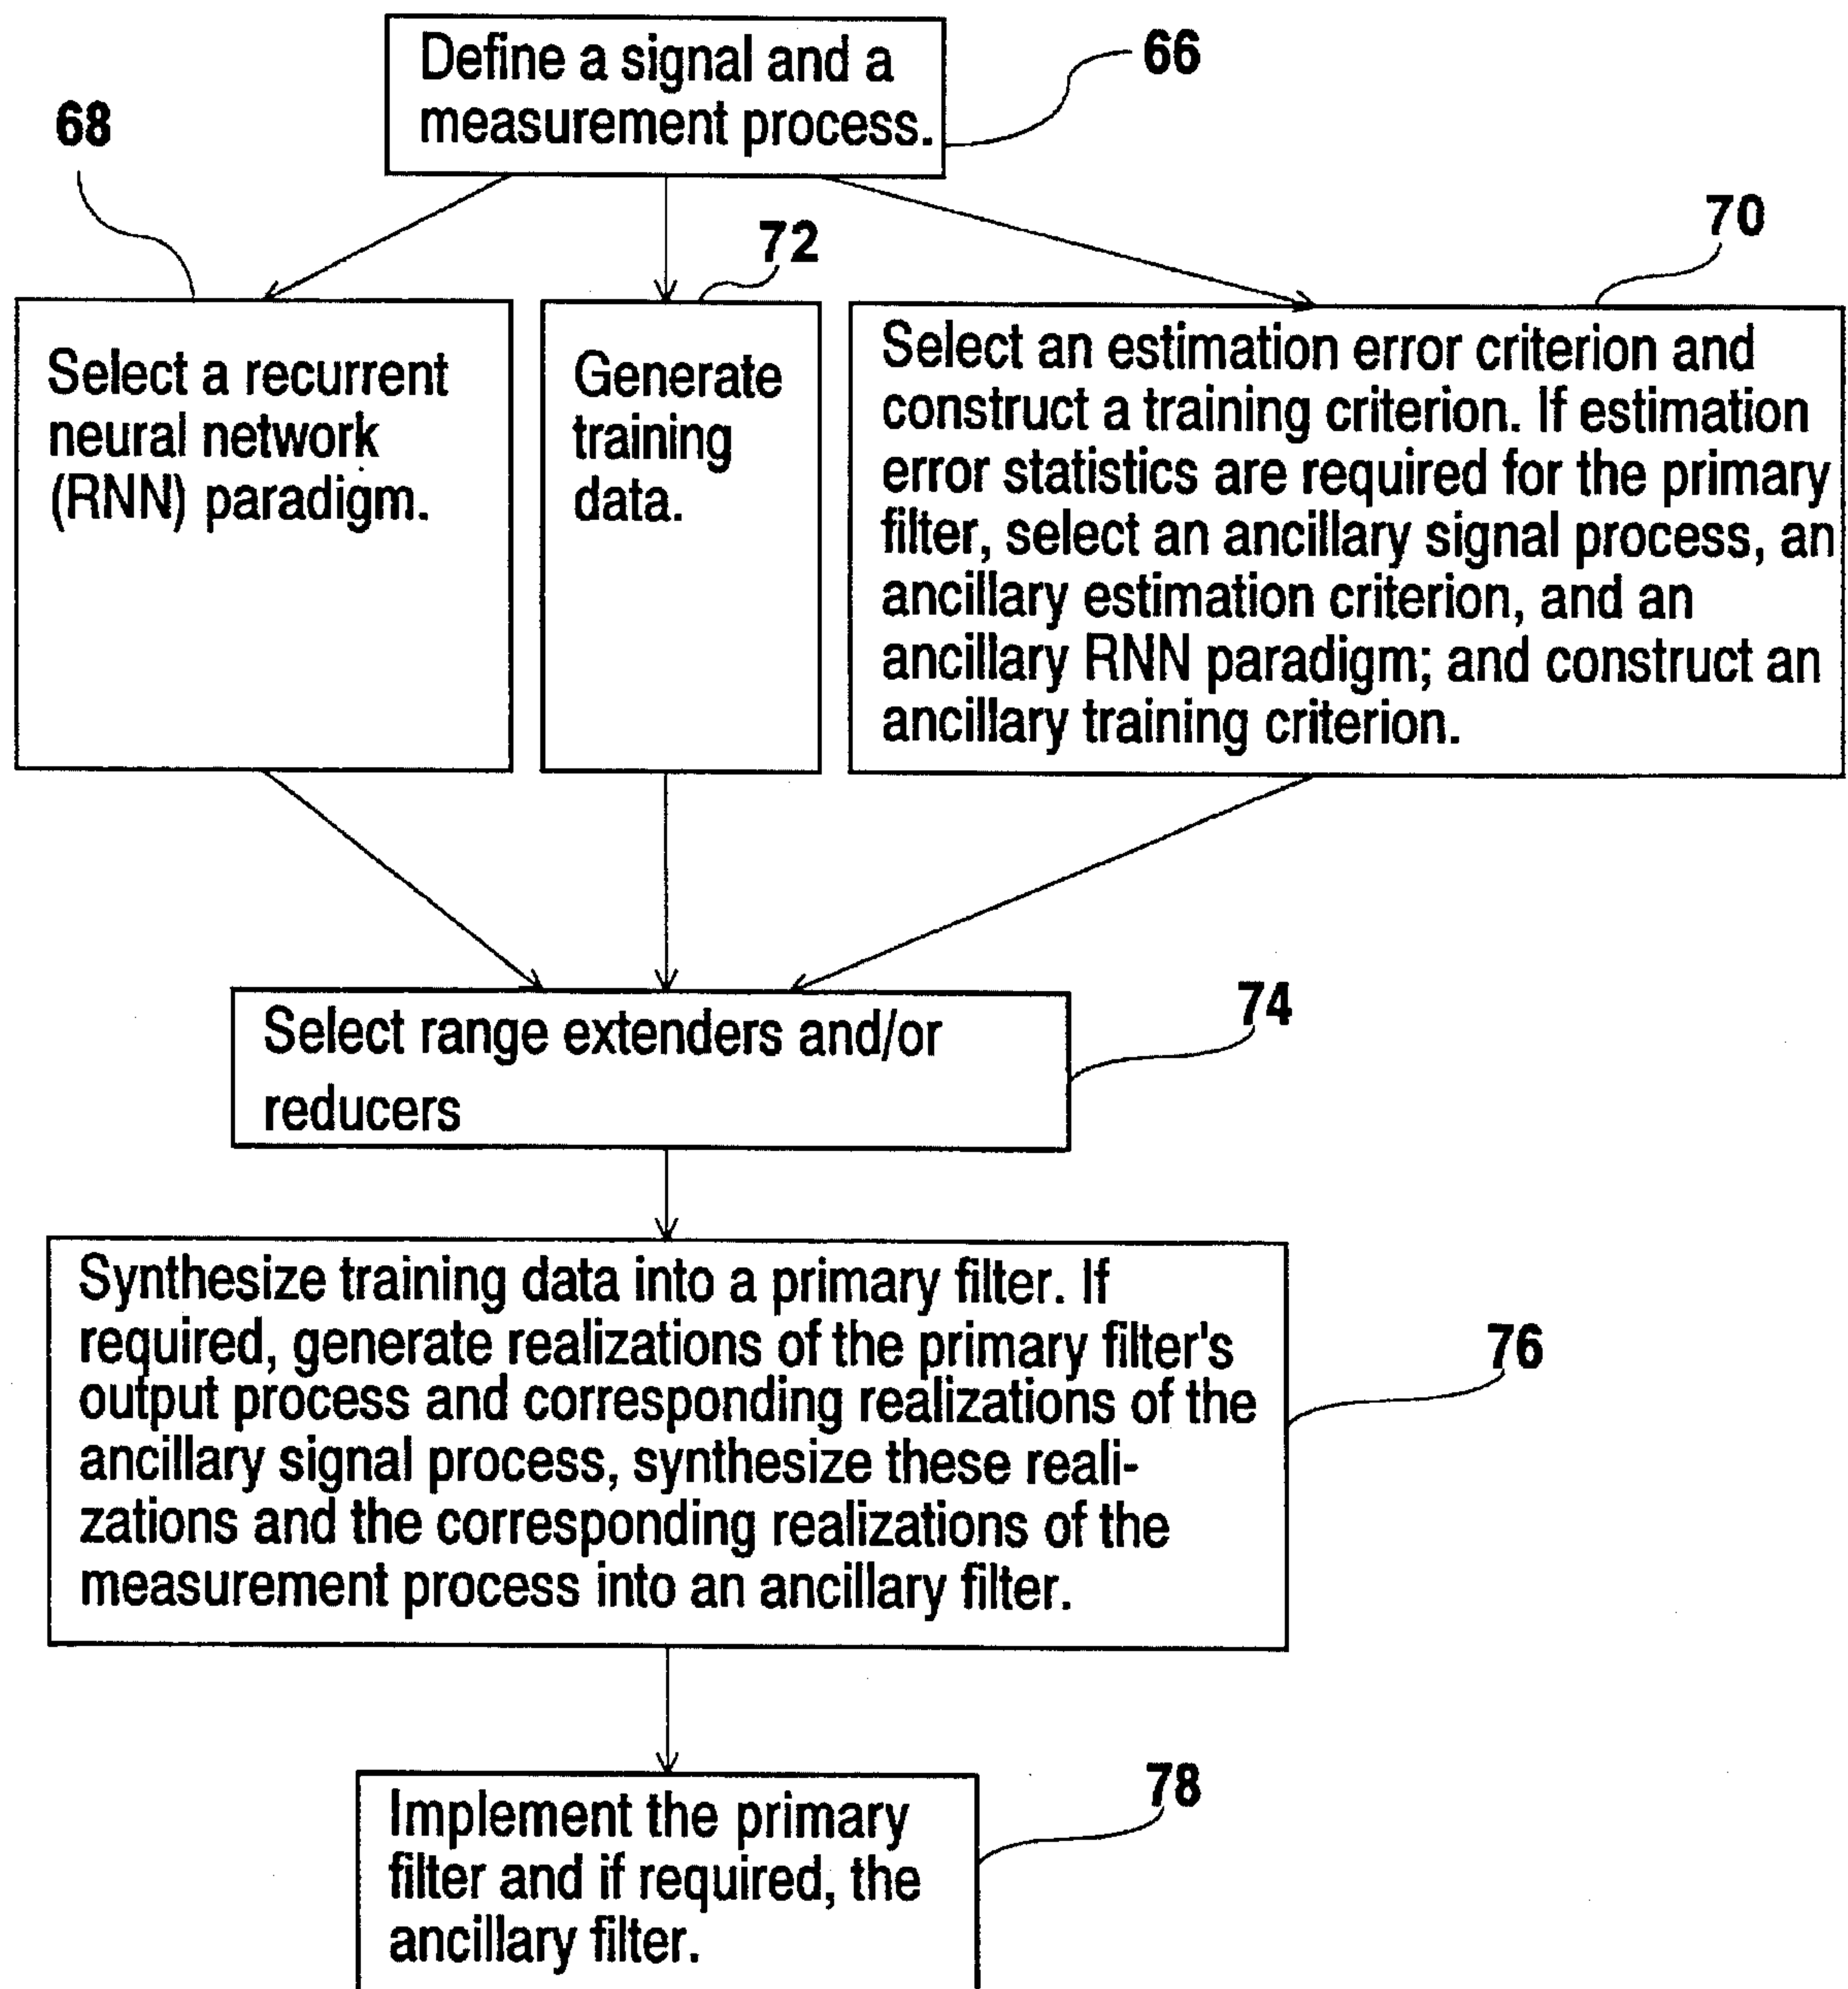 Define a signal and a
measurement process.
66
68
72
70
Select a recurrent
neural network
(RNN) paradigm.
Generate
training
data.
Select an estimation error criterion and
construct a training criterion. If estimation
error statistics are required for the primary
filter, select an ancillary signal process, an
ancillary estimation criterion, and an
ancillary RNN paradigm; and construct an
ancillary training criterion.
Select range extenders and/or
reducers
74
Synthesize training data into a primary filter. If
required, generate realizations of the primary filter's
output process and corresponding realizations of the
ancillary signal process, synthesize these reali-
zations and the corresponding realizations of the
measurement process into an ancillary filter.
76
Implement the primary
filter and if required, the
ancillary filter.
78